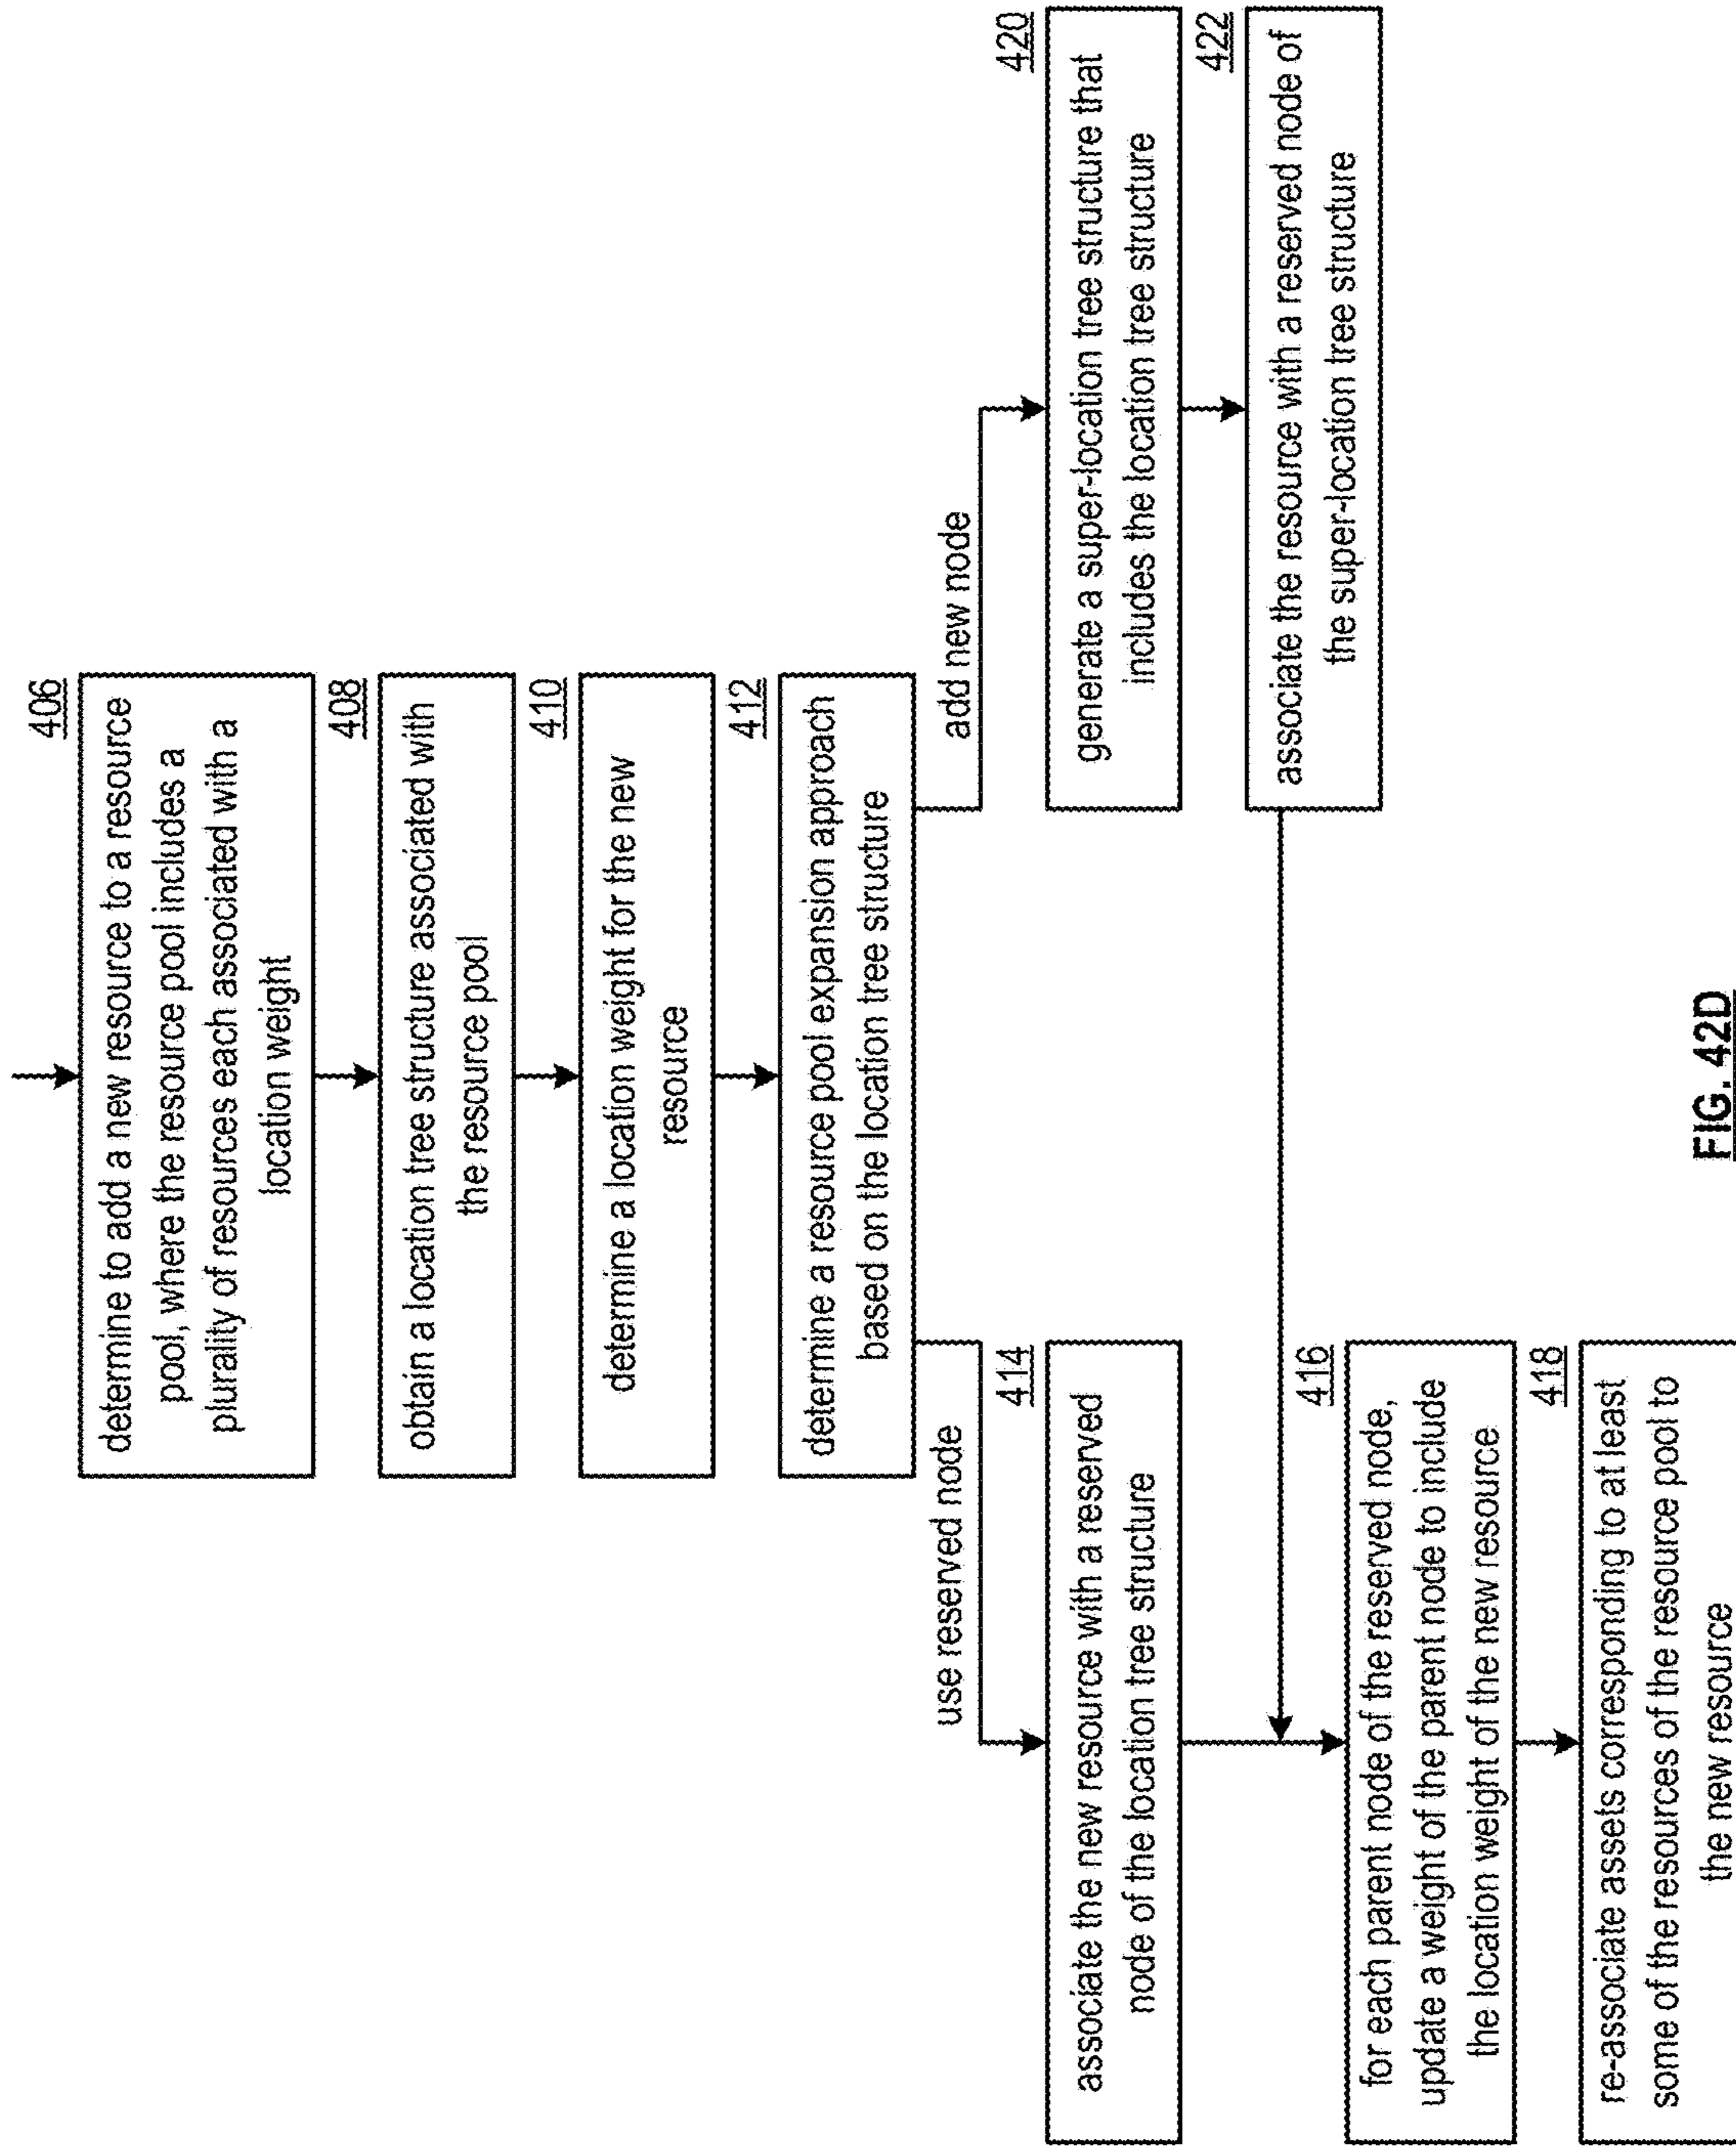 406
determine to add a new resource to a resource
pool, where the resource pool includes a
plurality of resources each associated with a
location weight
408
obtain a location tree structure associated with
the resource pool
410
determine a location weight for the new
resource
412
determine a resource pool expansion approach
based on the location tree structure
use reserved node
add new node
414
associate the new resource with a reserved
node of the location tree structure
420
generate a super-location tree structure that
includes the location tree structure
422
associate the resource with a reserved node of
the super-location tree structure
416
for each parent node of the reserved node,
update a weight of the parent node to include
the location weight of the new resource
418
re-associate assets corresponding to at least
some of the resources of the resource pool to
the new resource
FIG. 42D